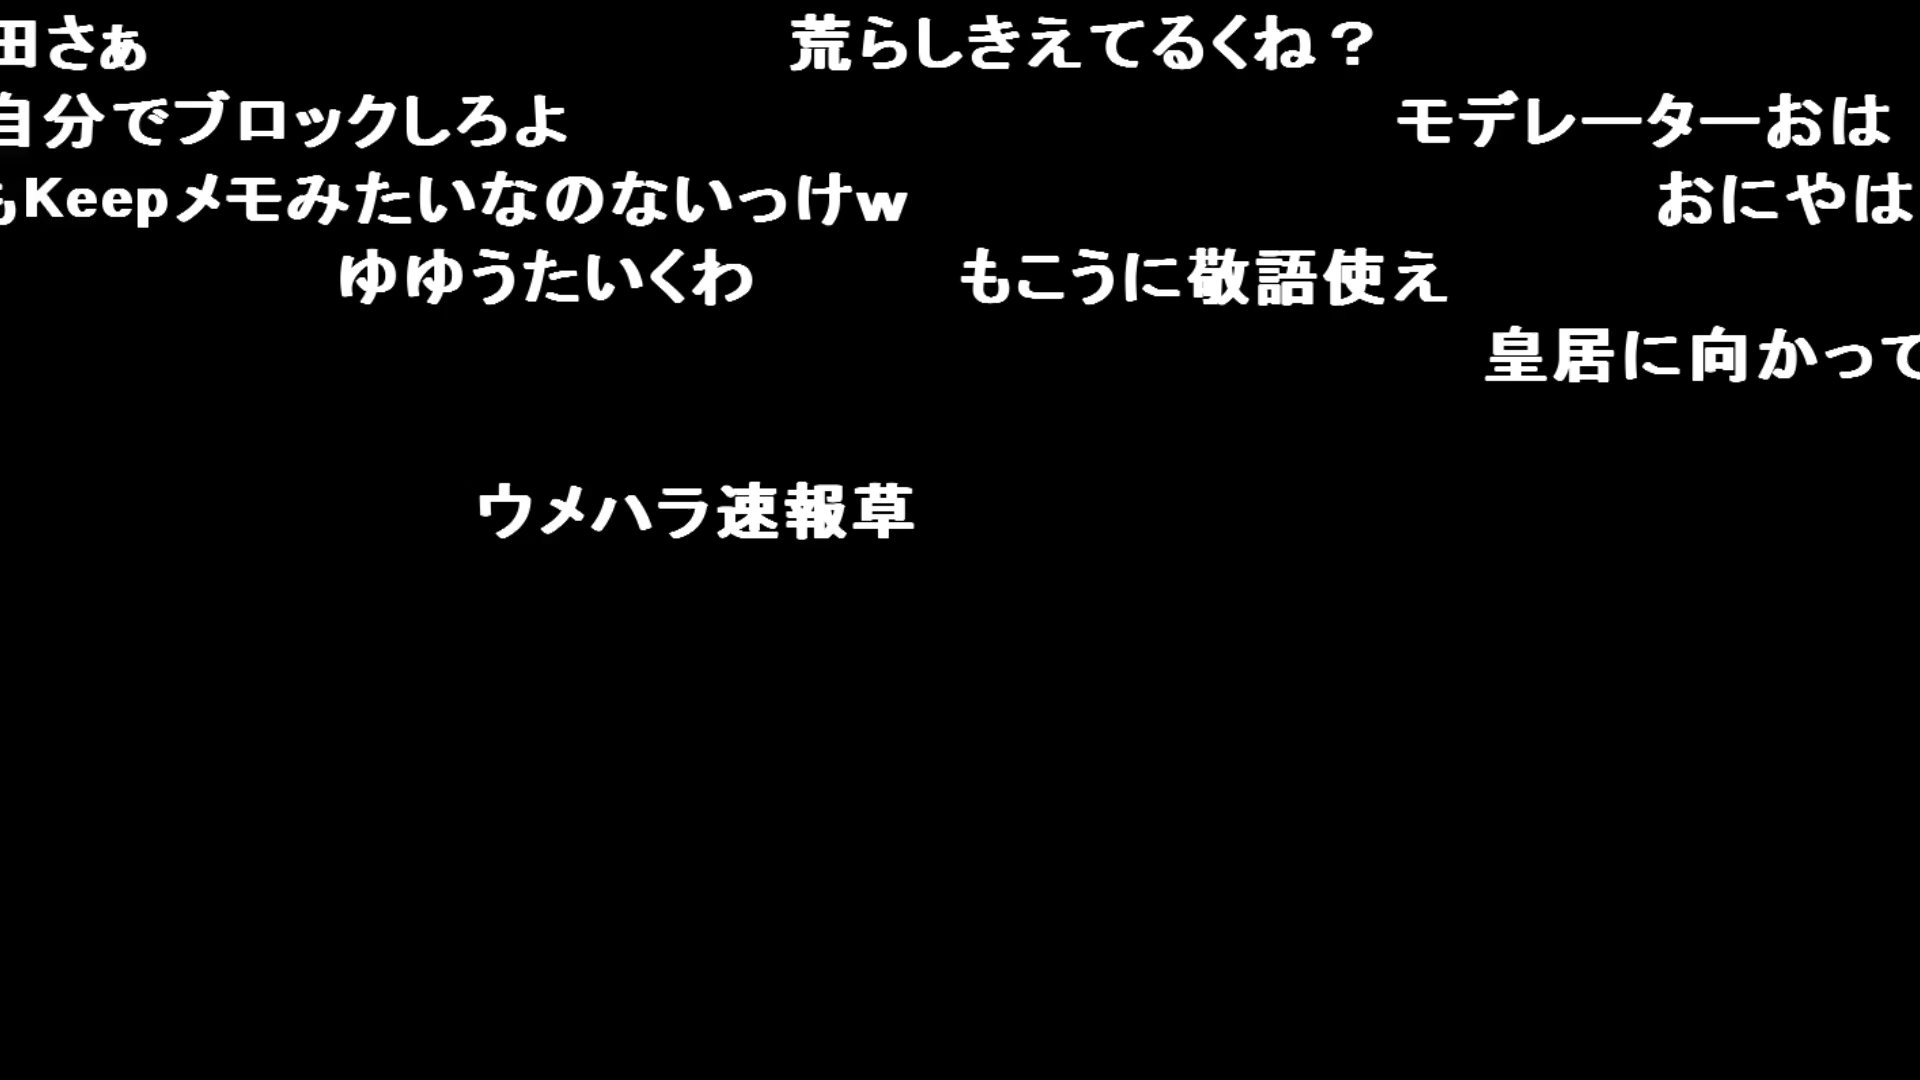 田さぁ 荒らしきえてるくね？
自分でブロックしろよ モデレーターおは
もKeepメモみたいなのないっけw おにやは
ゆゆうたいくわ もこうに敬語使え
皇居に向かって
ウメハラ速報草